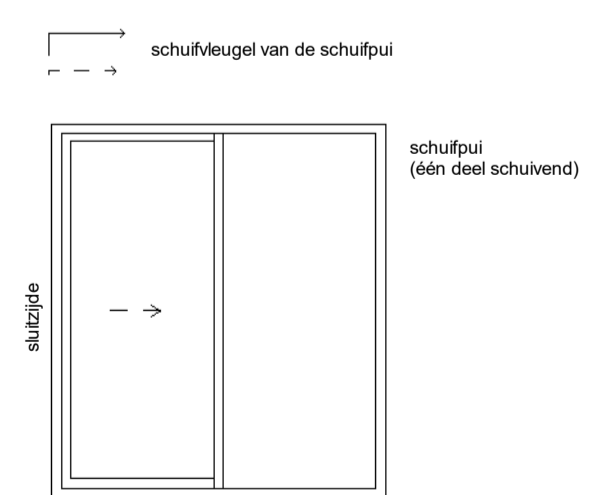 schuifvleugel van de schuifpui
schuifpui
(één deel schuivend)
sluitzijde